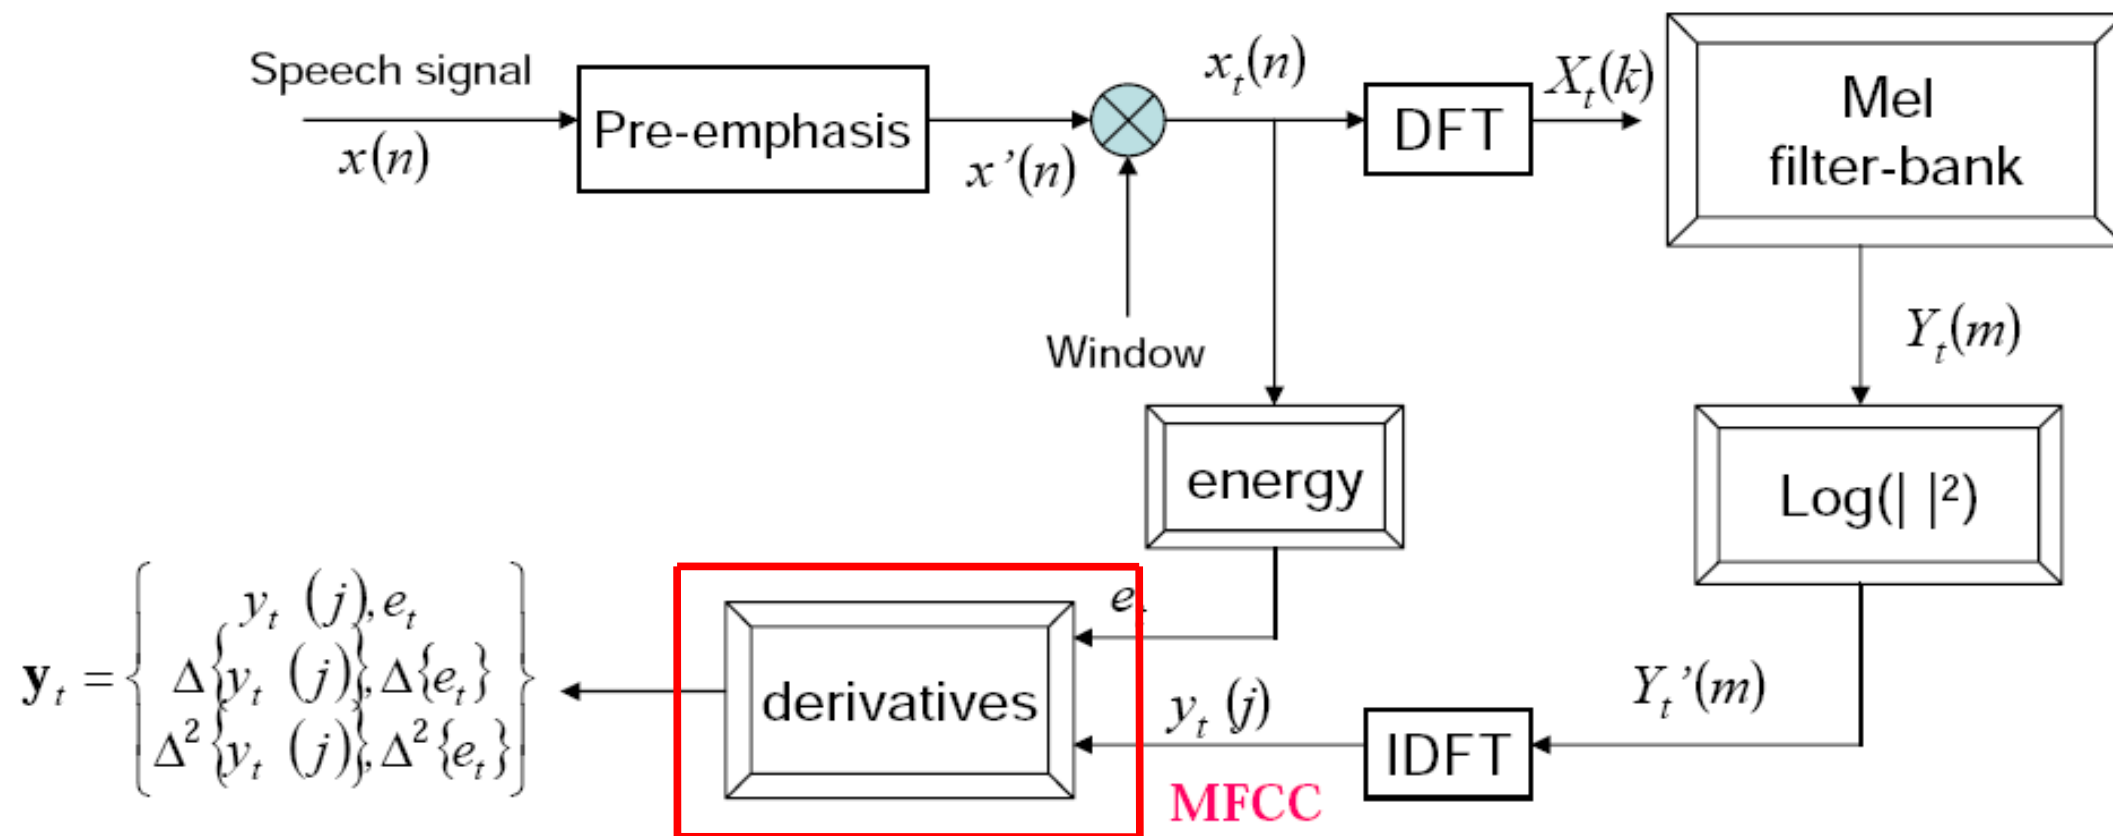 Speech signal
x(n)
Pre-emphasis
x'(n)
Window
x_t(n)
DFT
X_t(k)
Mel
filter-bank
Y_t(m)
Log(| |²)
Y_t'(m)
IDFT
y_t (j)
MFCC
energy
e
derivatives
y_t = {
y_t (j), e_t
Δ{y_t (j)}, Δ{e_t}
Δ²{y_t (j)}, Δ²{e_t}
}